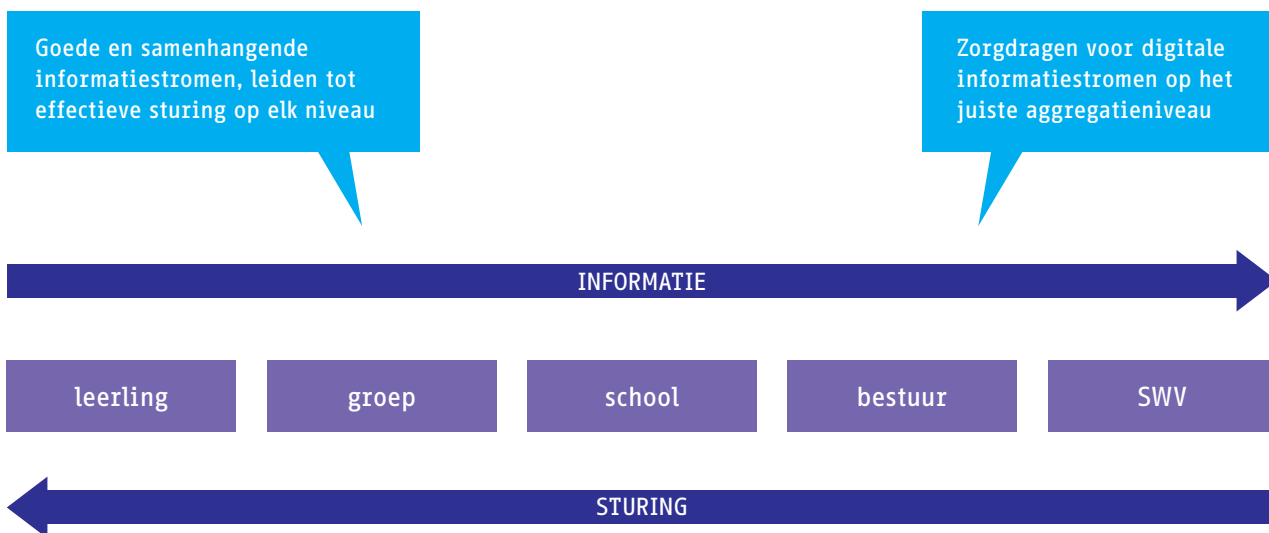 Goede en samenhangende
informatiestromen, leiden tot
effectieve sturing op elk niveau
Zorgdragen voor digitale
informatiestromen op het
juiste aggregatieniveau
INFORMATIE
leerling
groep
school
bestuur
SWV
STURING